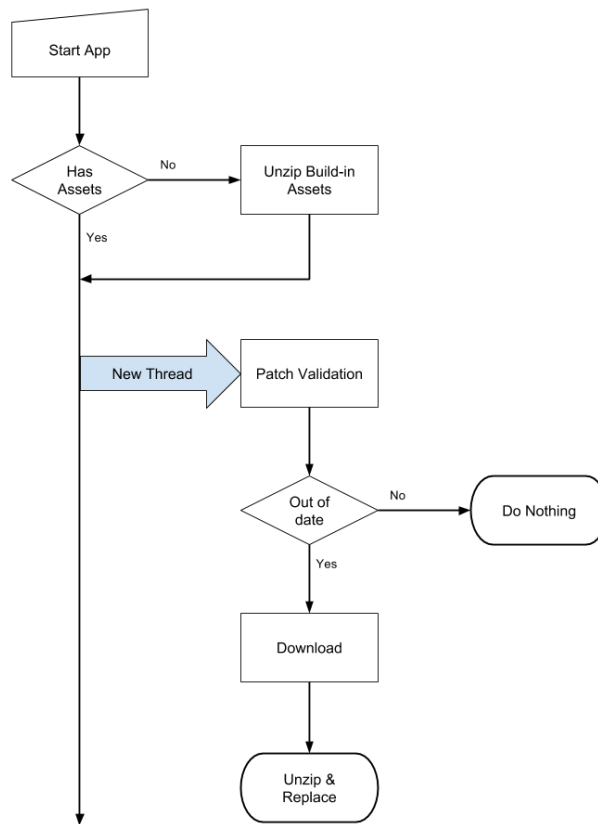 Start App
Has
Assets
No
Unzip Build-in
Assets
Yes
New Thread
Patch Validation
Out of
date
No
Do Nothing
Yes
Download
Unzip &
Replace